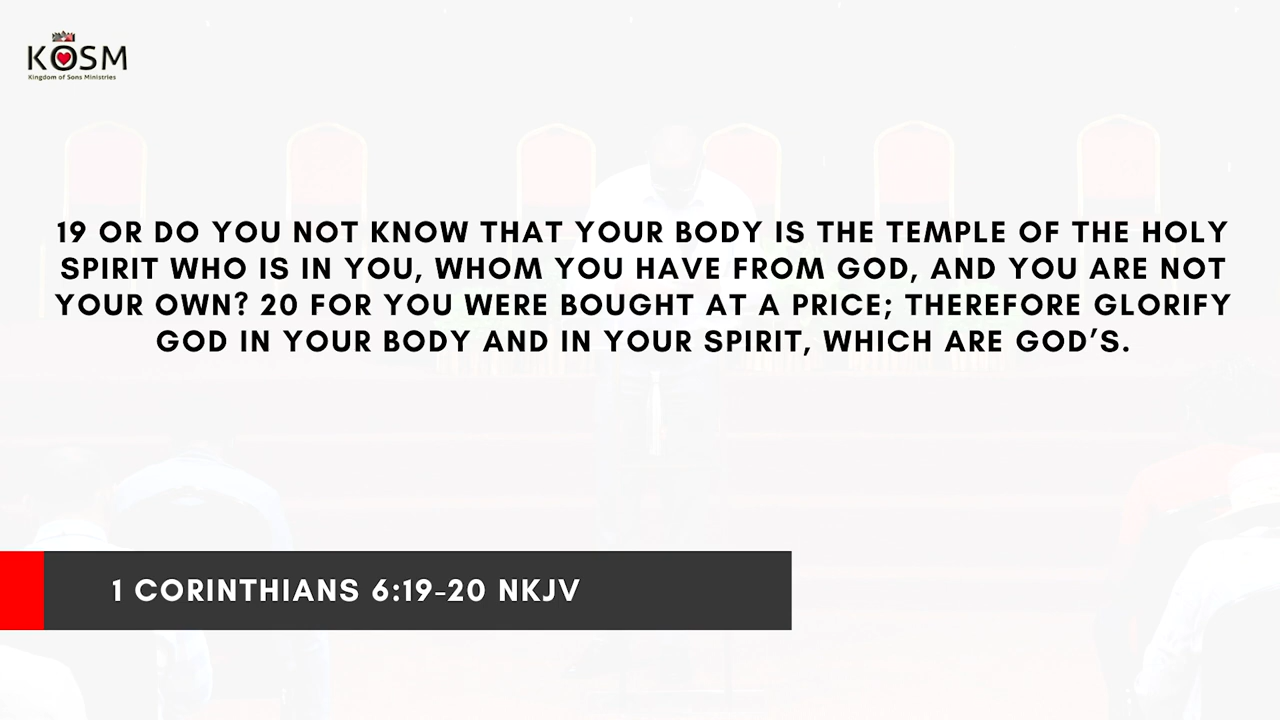 KOSM
Kingdom of Sons Ministries
19 OR DO YOU NOT KNOW THAT YOUR BODY IS THE TEMPLE OF THE HOLY
SPIRIT WHO IS IN YOU, WHOM YOU HAVE FROM GOD, AND YOU ARE NOT
YOUR OWN? 20 FOR YOU WERE BOUGHT AT A PRICE; THEREFORE GLORIFY
GOD IN YOUR BODY AND IN YOUR SPIRIT, WHICH ARE GOD’S.
1 CORINTHIANS 6:19-20 NKJV